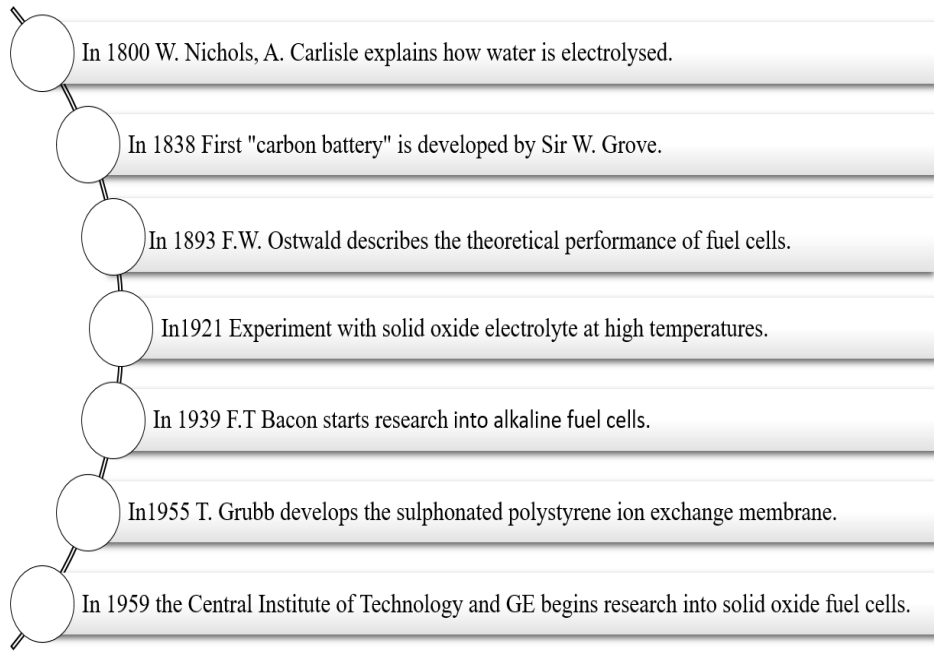 In 1800 W. Nichols, A. Carlisle explains how water is electrolysed.
In 1838 First "carbon battery" is developed by Sir W. Grove.
In 1893 F.W. Ostwald describes the theoretical performance of fuel cells.
In1921 Experiment with solid oxide electrolyte at high temperatures.
In 1939 F.T Bacon starts research into alkaline fuel cells.
In1955 T. Grubb develops the sulphonated polystyrene ion exchange membrane.
In 1959 the Central Institute of Technology and GE begins research into solid oxide fuel cells.